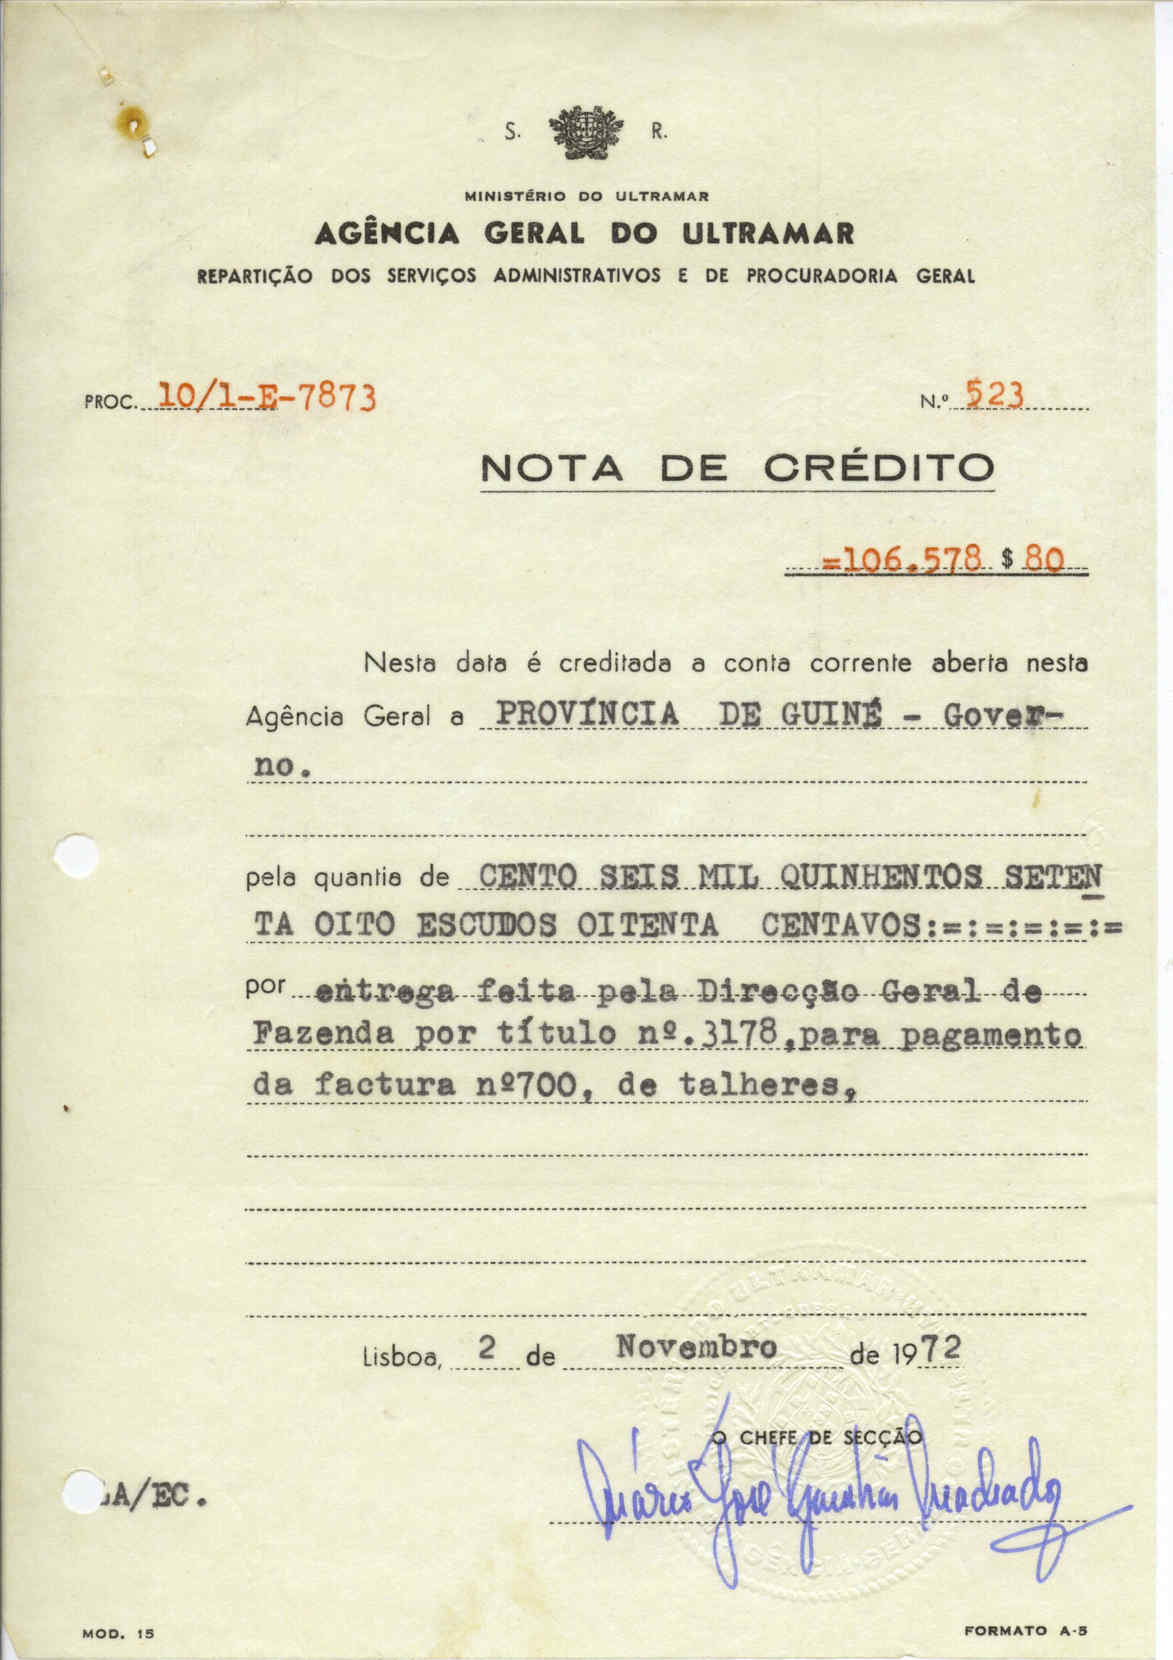 S. R.
MINISTÉRIO DO ULTRAMAR
AGÊNCIA GERAL DO ULTRAMAR
REPARTIÇÃO DOS SERVIÇOS ADMINISTRATIVOS E DE PROCURADORIA GERAL
PROC. 10/1-E-7873 N.º 523
NOTA DE CRÉDITO
=106.578 $ 80
Nesta data é creditada a conta corrente aberta nesta
Agência Geral a PROVÍNCIA DE GUINÉ - Gover-
no.
pela quantia de CENTO SEIS MIL QUINHENTOS SETEN
TA OITO ESCUDOS OITENTA CENTAVOS:=:=:=:=:=
por entrega feita pela Direcção Geral de
Fazenda por título nº.3178,para pagamento
da factura nº700, de talheres,
Lisboa, 2 de Novembro de 1972
O CHEFE DE SECÇÃO
Mário José Machado
A/EC.
MOD. 15 FORMATO A-5